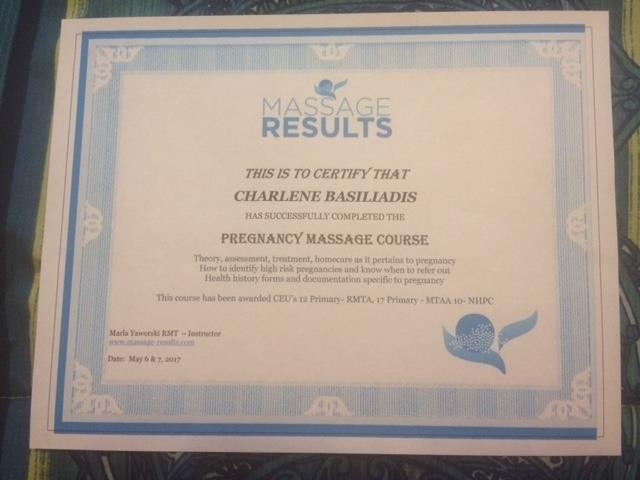 MASSAGE
RESULTS
THIS IS TO CERTIFY THAT
CHARLENE BASILIADIS
HAS SUCCESSFULLY COMPLETED THE
PREGNANCY MASSAGE COURSE
Theory, assessment, treatment, homecare as it pertains to pregnancy
How to identify high risk pregnancies and know when to refer out
Health history forms and documentation specific to pregnancy
This course has been awarded CEU's 12 Primary- RMTA, 17 Primary - MTAA 10- NHPC
Marla Yaworski RMT – Instructor
www.massage-results.com
Date: May 6 & 7, 2017